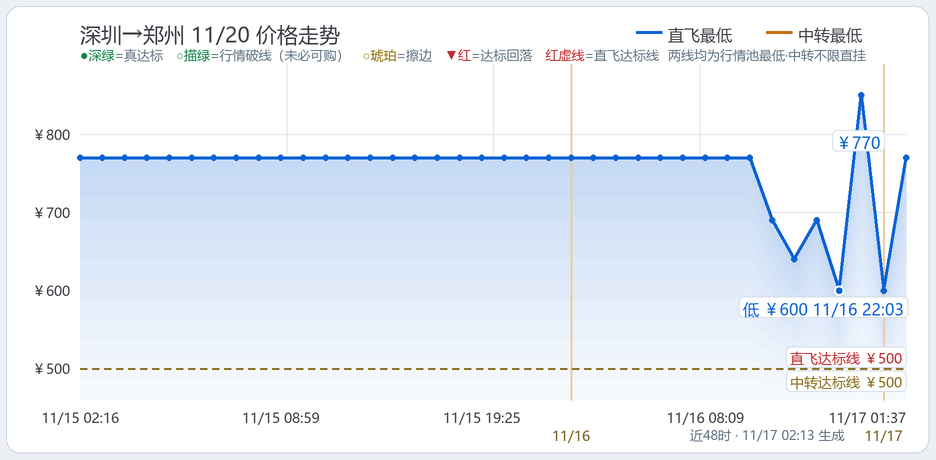 深圳→郑州 11/20 价格走势
直飞最低 中转最低
●深绿=真达标 ○描绿=行情破线（未必可购） ○琥珀=擦边 ▼红=达标回落 红虚线=直飞达标线 两线均为行情池最低·中转不限直挂
¥800
¥770
¥700
¥600
低 ¥600 11/16 22:03
直飞达标线 ¥500
¥500
中转达标线 ¥500
11/15 02:16 11/15 08:59 11/15 19:25 11/16 08:09 11/17 01:37
11/16 近48时 · 11/17 02:13 生成 11/17